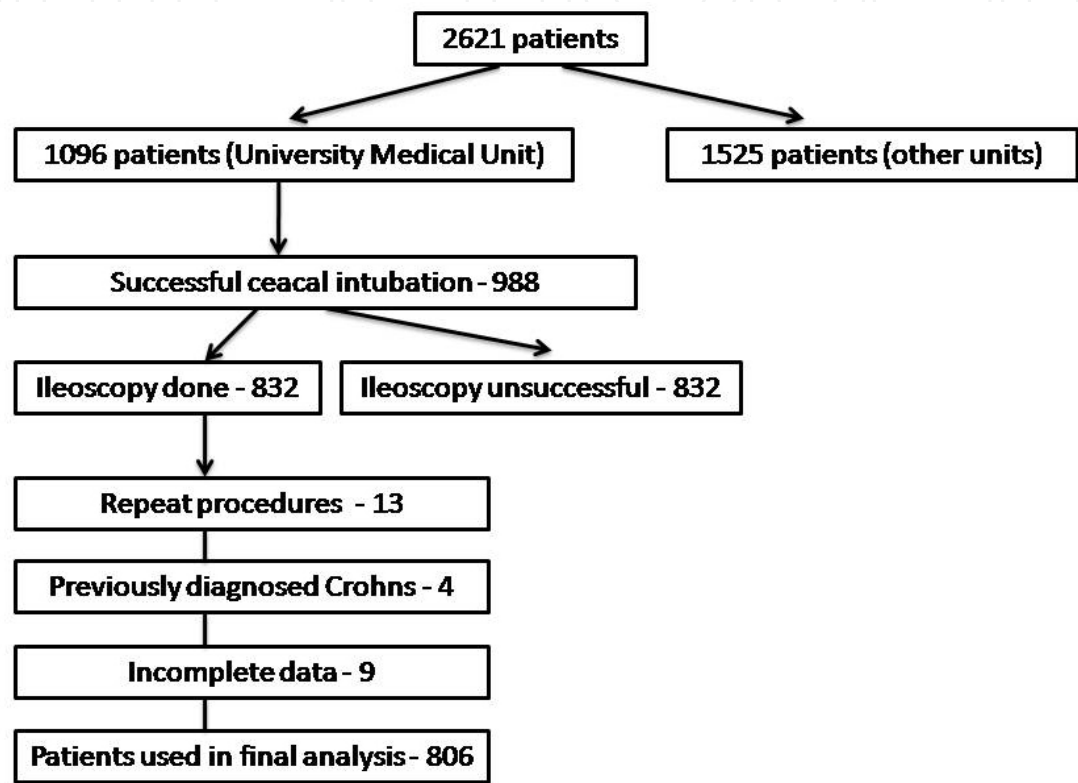 2621 patients
1096 patients (University Medical Unit)
1525 patients (other units)
Successful ceacal intubation - 988
Ileoscopy done - 832
Ileoscopy unsuccessful - 832
Repeat procedures - 13
Previously diagnosed Crohns - 4
Incomplete data - 9
Patients used in final analysis - 806